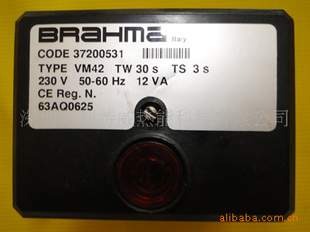 BRAHMA Italy
CODE 37200531
TYPE VM42 TW 30 s TS 3 s
230 V 50-60 Hz 12 VA
CE Reg. N.
63AQ0625
alibaba.com.cn